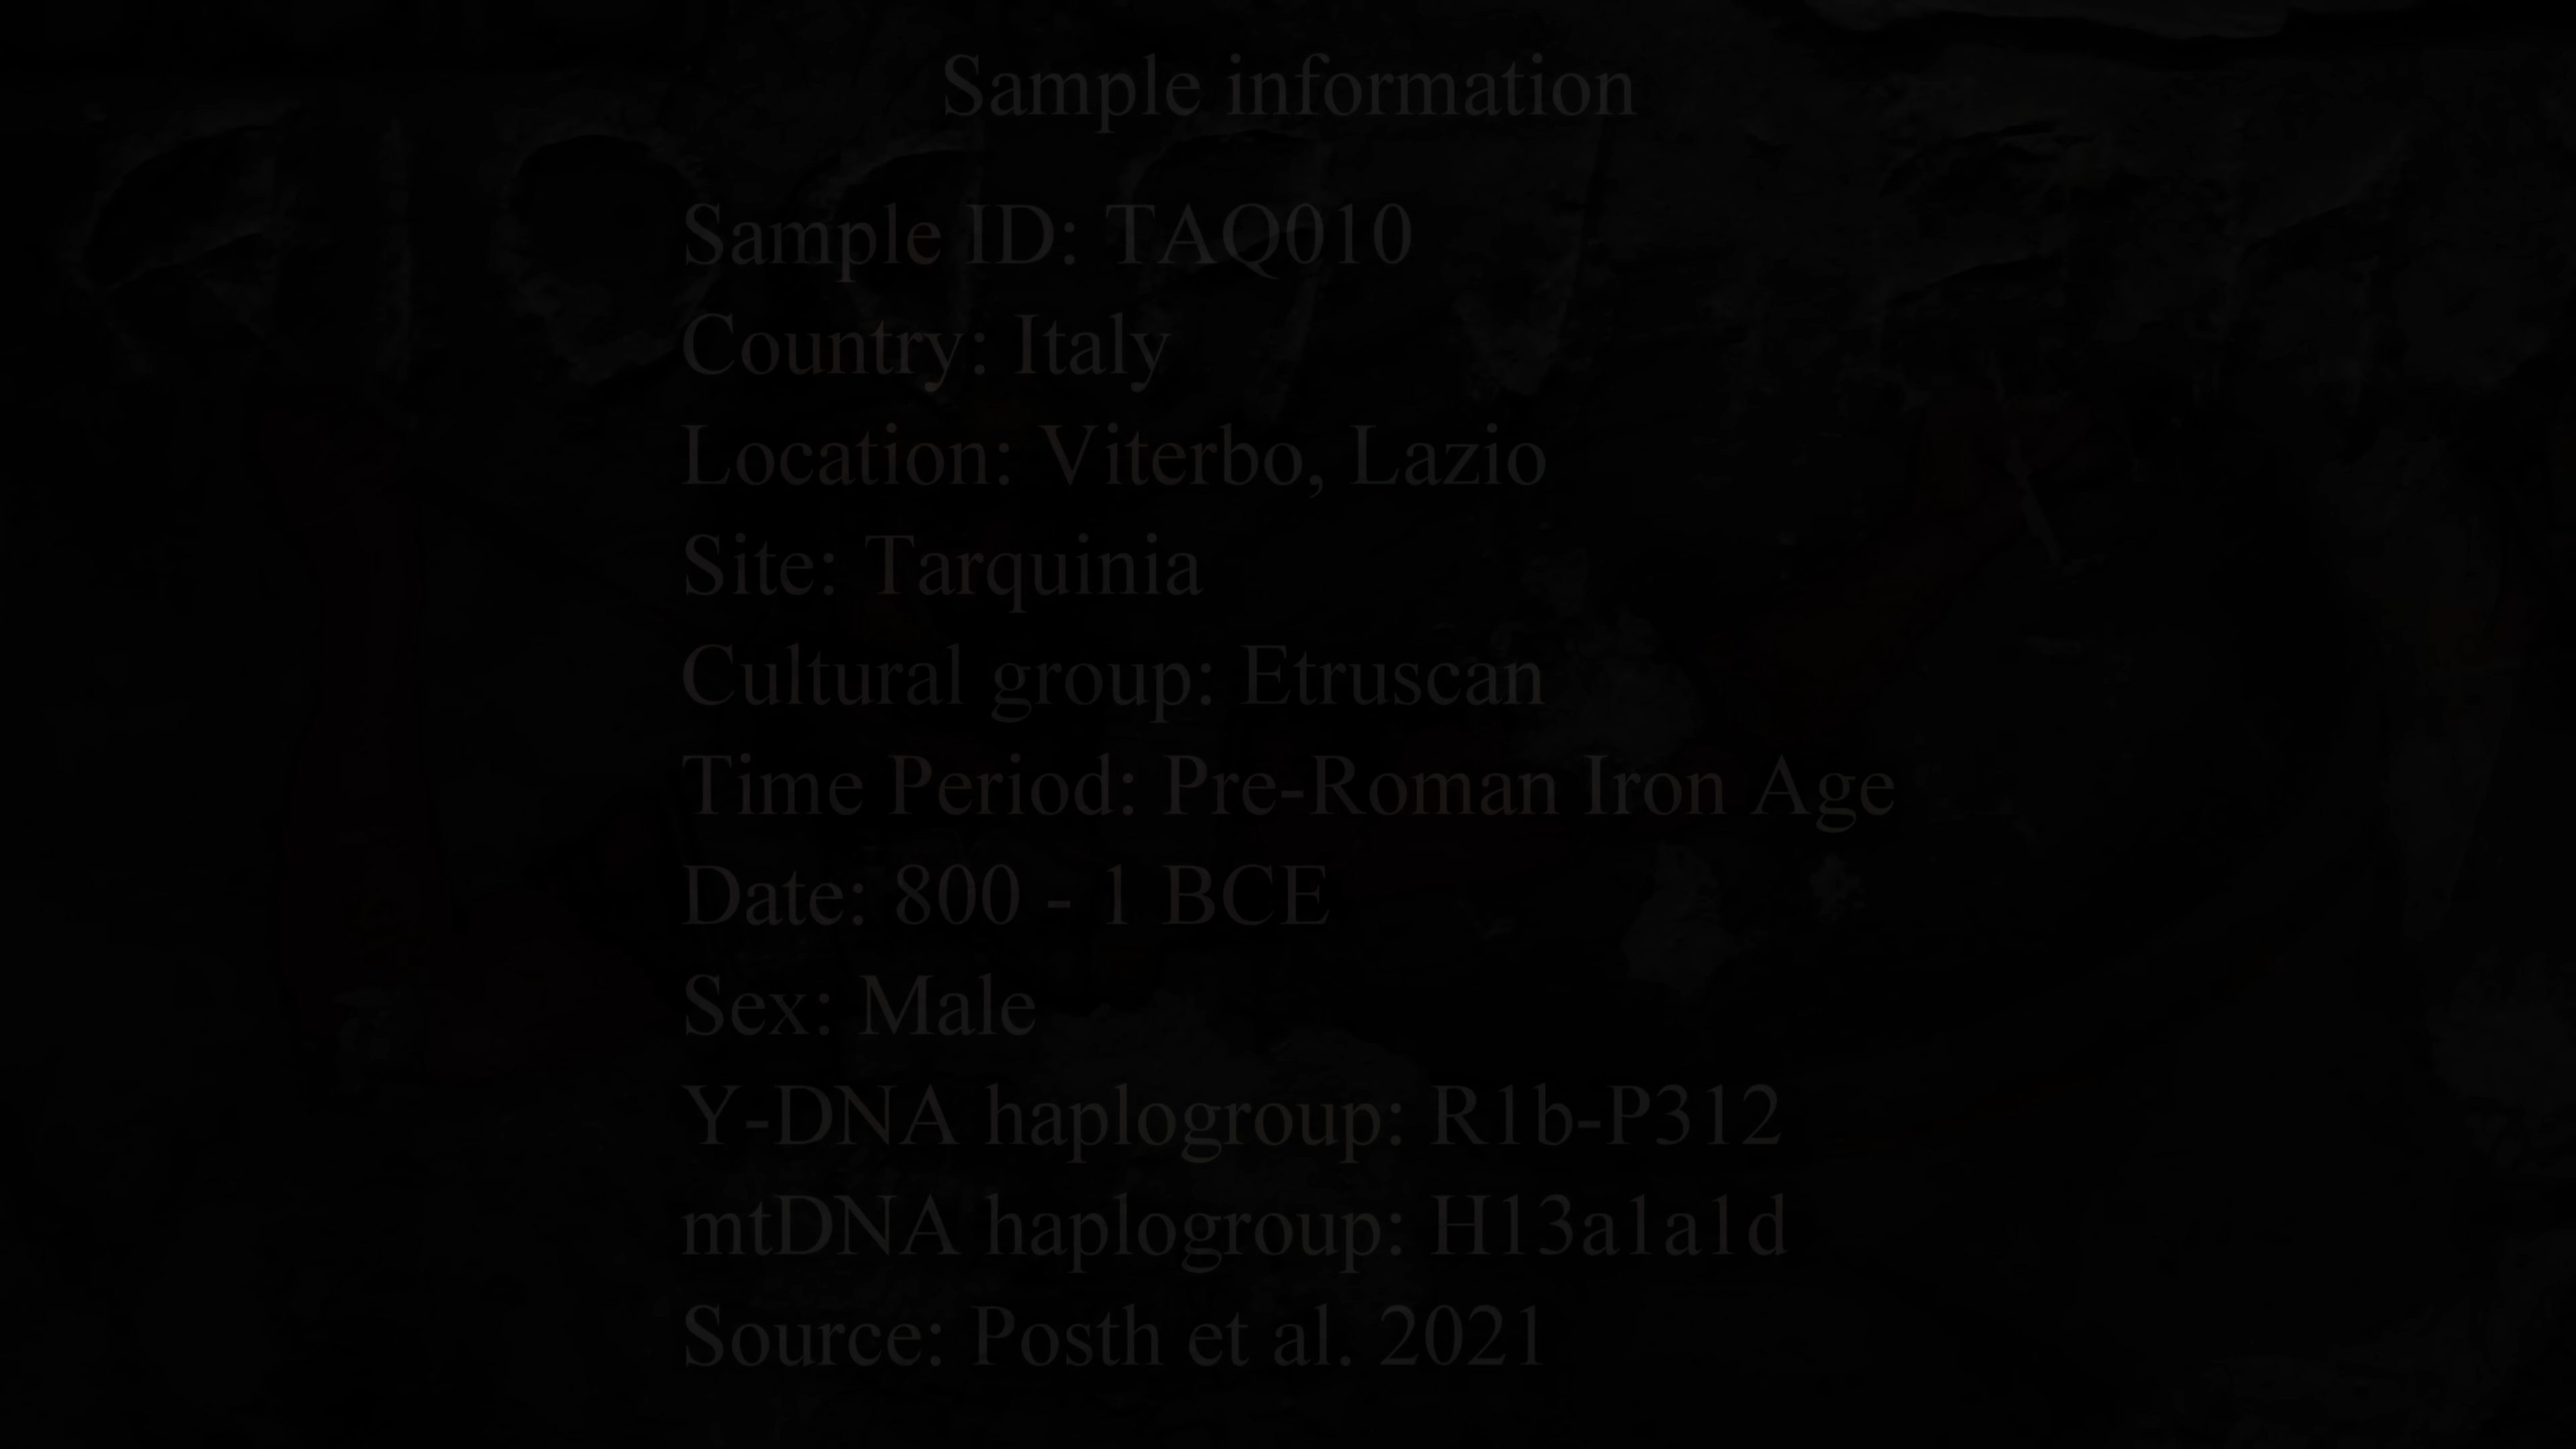 Sample information
Sample ID: TAQ010
Country: Italy
Location: Viterbo, Lazio
Site: Tarquinia
Cultural group: Etruscan
Time Period: Pre-Roman Iron Age
Date: 800 - 1 BCE
Sex: Male
Y-DNA haplogroup: R1b-P312
mtDNA haplogroup: H13a1a1d
Source: Posth et al. 2021